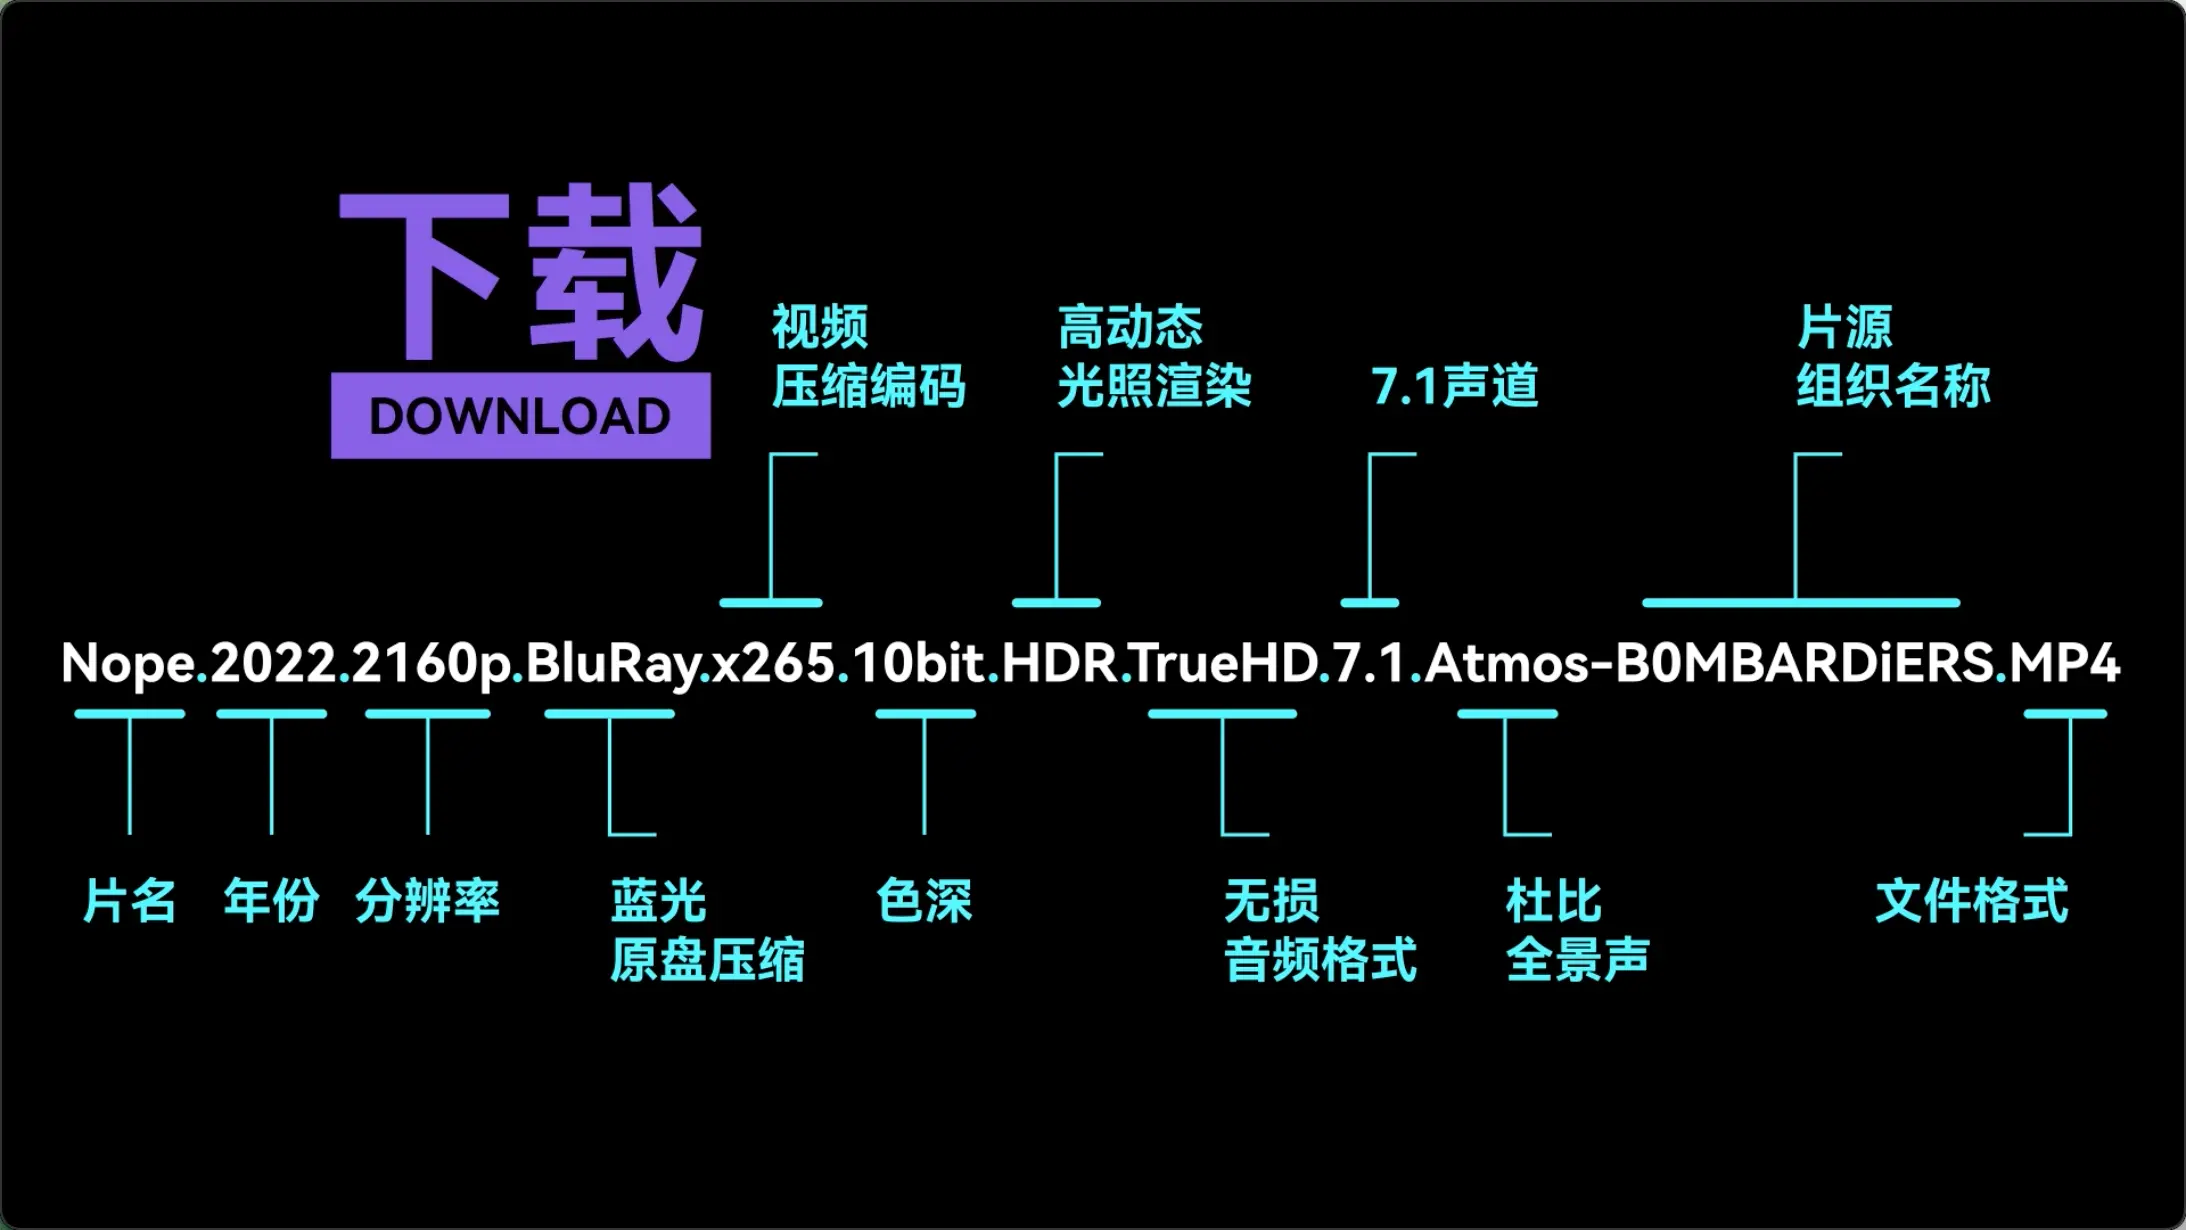 下载
DOWNLOAD
视频
压缩编码
高动态
光照渲染
7.1声道
片源
组织名称
Nope.2022.2160p.BluRay.x265.10bit.HDR.TrueHD.7.1.Atmos-B0MBARDiERS.MP4
片名
年份
分辨率
蓝光
原盘压缩
色深
无损
音频格式
杜比
全景声
文件格式